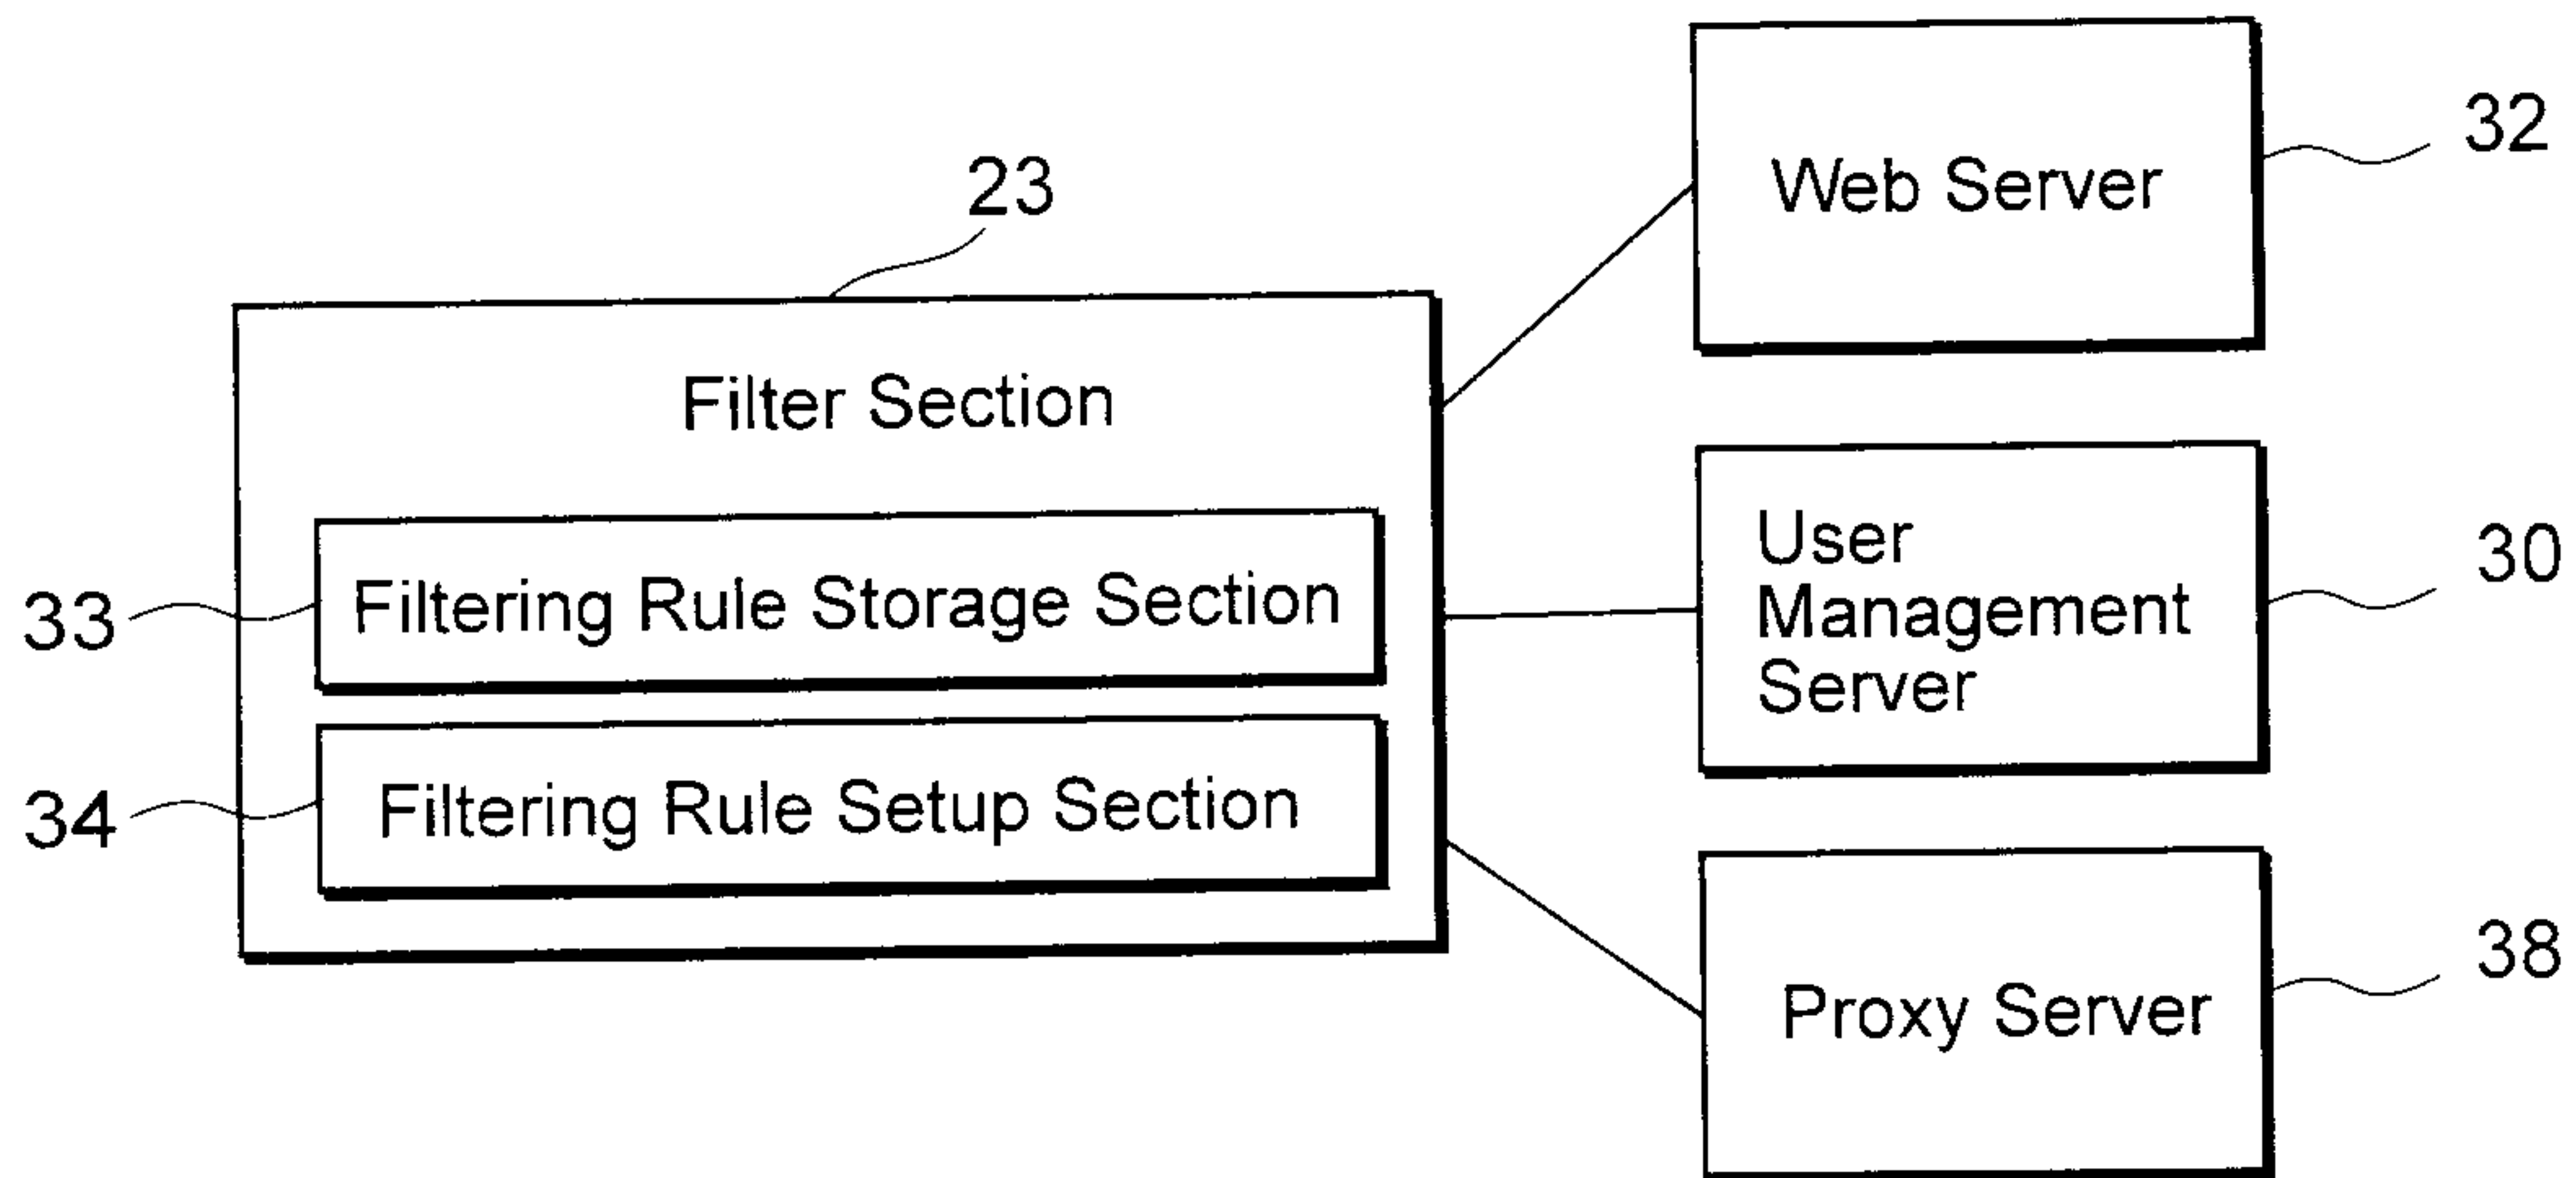 23
Filter Section
33
Filtering Rule Storage Section
34
Filtering Rule Setup Section
Web Server
32
User
Management
Server
30
Proxy Server
38